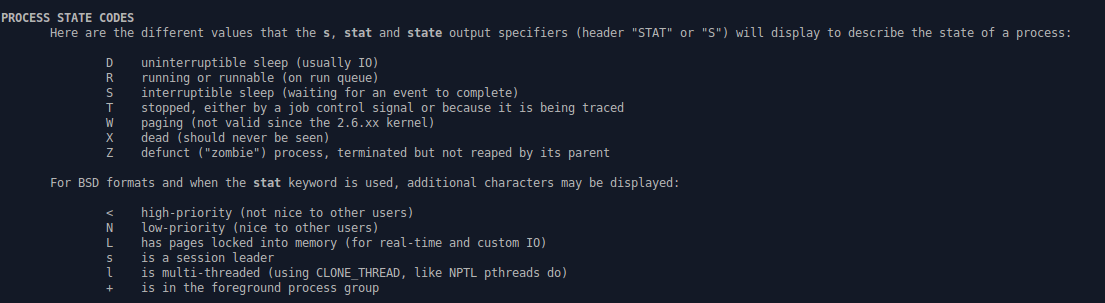 PROCESS STATE CODES
Here are the different values that the s, stat and state output specifiers (header "STAT" or "S") will display to describe the state of a process:
D uninterruptible sleep (usually IO)
R running or runnable (on run queue)
S interruptible sleep (waiting for an event to complete)
T stopped, either by a job control signal or because it is being traced
W paging (not valid since the 2.6.xx kernel)
X dead (should never be seen)
Z defunct ("zombie") process, terminated but not reaped by its parent
For BSD formats and when the stat keyword is used, additional characters may be displayed:
< high-priority (not nice to other users)
N low-priority (nice to other users)
L has pages locked into memory (for real-time and custom IO)
s is a session leader
l is multi-threaded (using CLONE_THREAD, like NPTL pthreads do)
+ is in the foreground process group